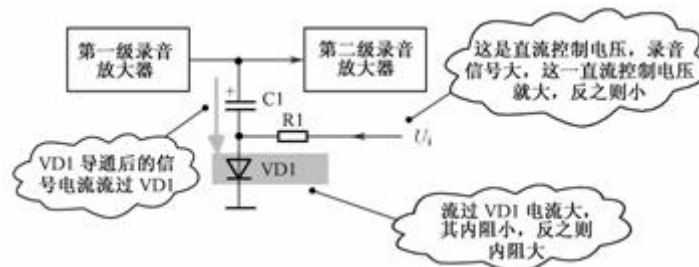 第一级录音
放大器
第二级录音
放大器
这是直流控制电压，录音
信号大，这一直流控制电压
就大，反之则小
+
C1
R1
Ui
VD1 导通后的信
号电流流过 VD1
VD1
流过 VD1 电流大，
其内阻小，反之则
内阻大